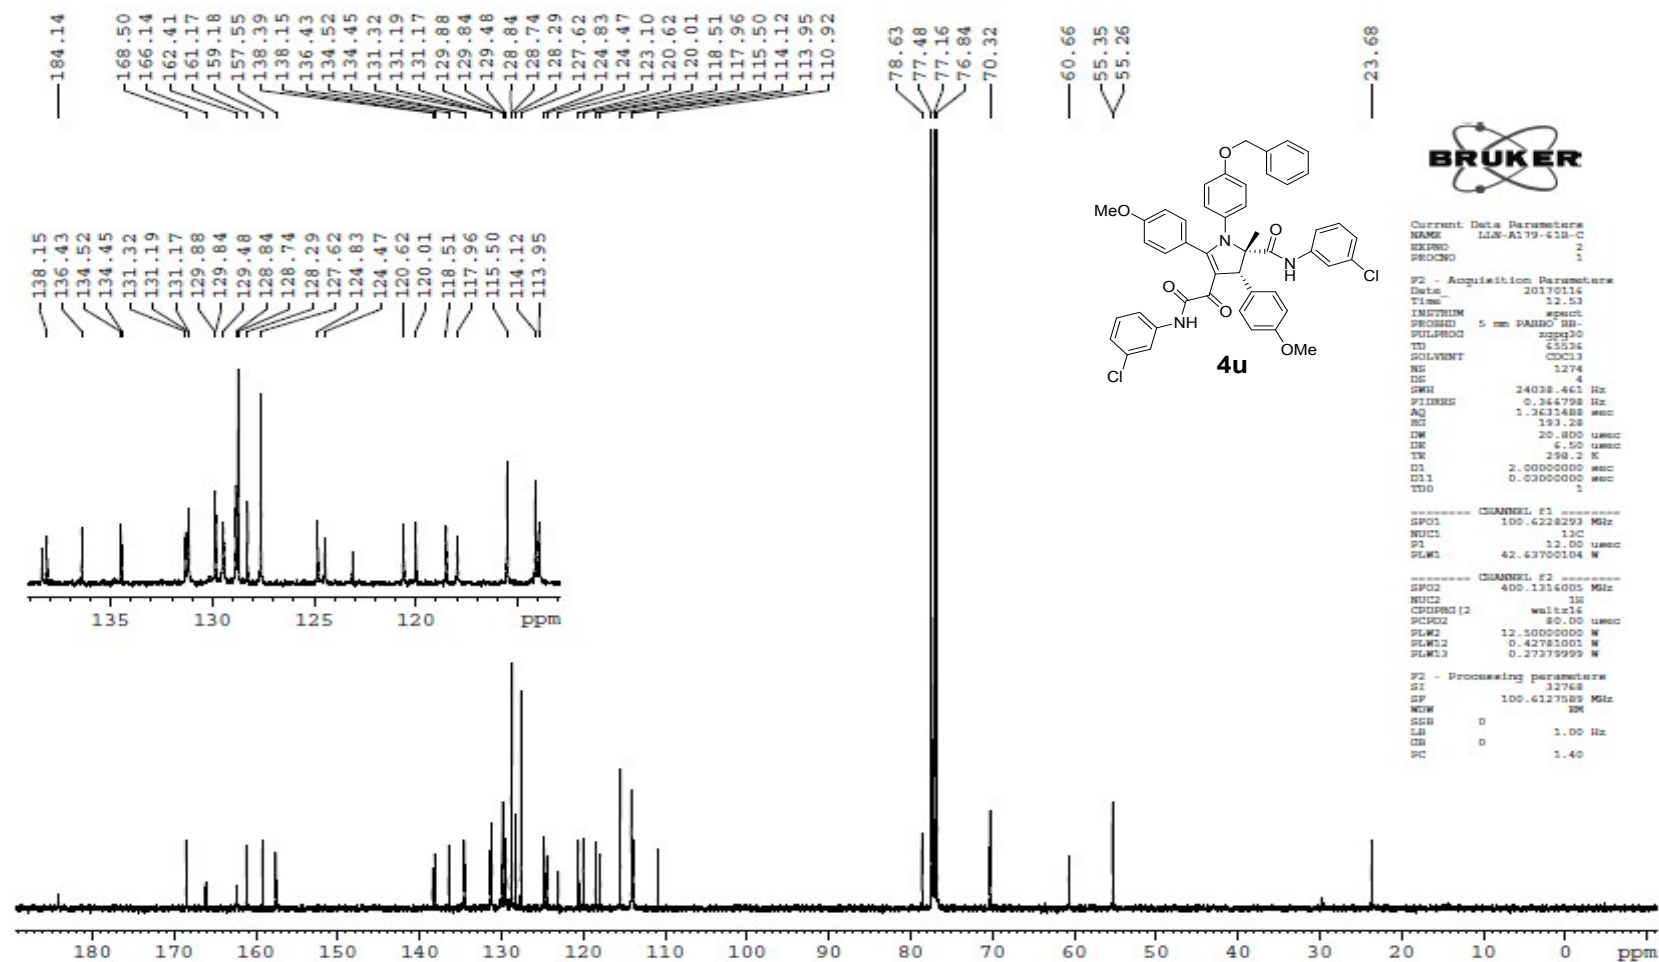 184.14
168.50
166.14
162.41
161.17
159.18
157.55
138.39
138.15
136.43
134.52
134.45
131.32
131.19
131.17
129.88
129.84
129.48
128.84
128.74
128.29
127.62
124.83
124.47
123.10
120.62
120.01
118.51
117.96
115.50
114.12
113.95
110.92
78.63
77.48
77.16
76.84
70.32
60.66
55.35
55.26
23.68
138.15
136.43
134.52
134.45
131.32
131.19
131.17
129.88
129.84
129.48
128.84
128.74
128.29
127.62
124.83
124.47
120.62
120.01
118.51
117.96
115.50
114.12
113.95
135 130 125 120 ppm
O
MeO
N
O
N
H
Cl
O
O
NH
OMe
Cl
4u
BRUKER
Current Data Parameters
NAME LLN-A179-61B-C
EXPNO 2
PROCNO 1
F2 - Acquisition Parameters
Date_ 20170116
Time 12.53
INSTRUM spect
PROBHD 5 mm PABBO BB-
PULPROG zgpg30
TD 65536
SOLVENT CDCl3
NS 1274
DS 4
SWH 24038.461 Hz
FIDRES 0.366798 Hz
AQ 1.3631488 sec
RG 193.28
DW 20.800 usec
DE 6.50 usec
TE 298.2 K
D1 2.00000000 sec
D11 0.03000000 sec
TD0 1
======== CHANNEL f1 ========
SFO1 100.6228293 MHz
NUC1 13C
P1 12.00 usec
PLW1 42.63700104 W
======== CHANNEL f2 ========
SFO2 400.1316005 MHz
NUC2 1H
CPDPRG[2 waltz16
PCPD2 80.00 usec
PLW2 12.50000000 W
PLW12 0.42781001 W
PLW13 0.27379999 W
F2 - Processing parameters
SI 32768
SF 100.6127589 MHz
WDW EM
SSB 0
LB 1.00 Hz
GB 0
PC 1.40
180 170 160 150 140 130 120 110 100 90 80 70 60 50 40 30 20 10 0 ppm